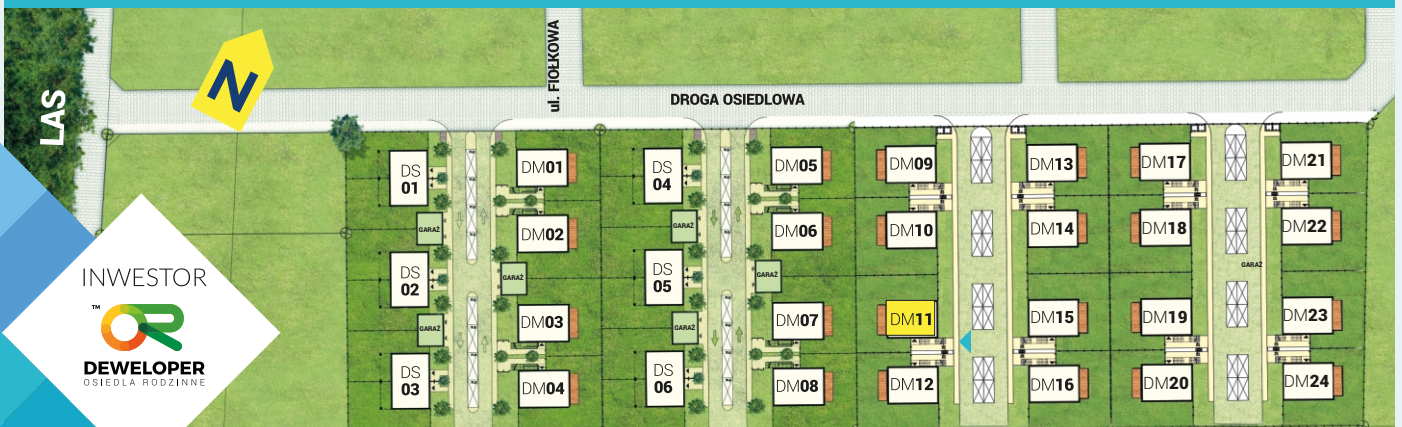 LAS
N
ul. FIOŁKOWA
DROGA OSIEDLOWA
DS
01
DM01
DS
04
DM05
DM09
DM13
DM17
DM21
GARAŻ
DM02
GARAŻ
DM06
DM10
DM14
DM18
DM22
DS
02
GARAŻ
DS
05
GARAŻ
GARAŻ
GARAŻ
DM03
GARAŻ
DM07
DM11
DM15
DM19
DM23
DS
03
DM04
DS
06
DM08
DM12
DM16
DM20
DM24
INWESTOR
™
OR
DEWELOPER
OSIEDLA RODZINNE